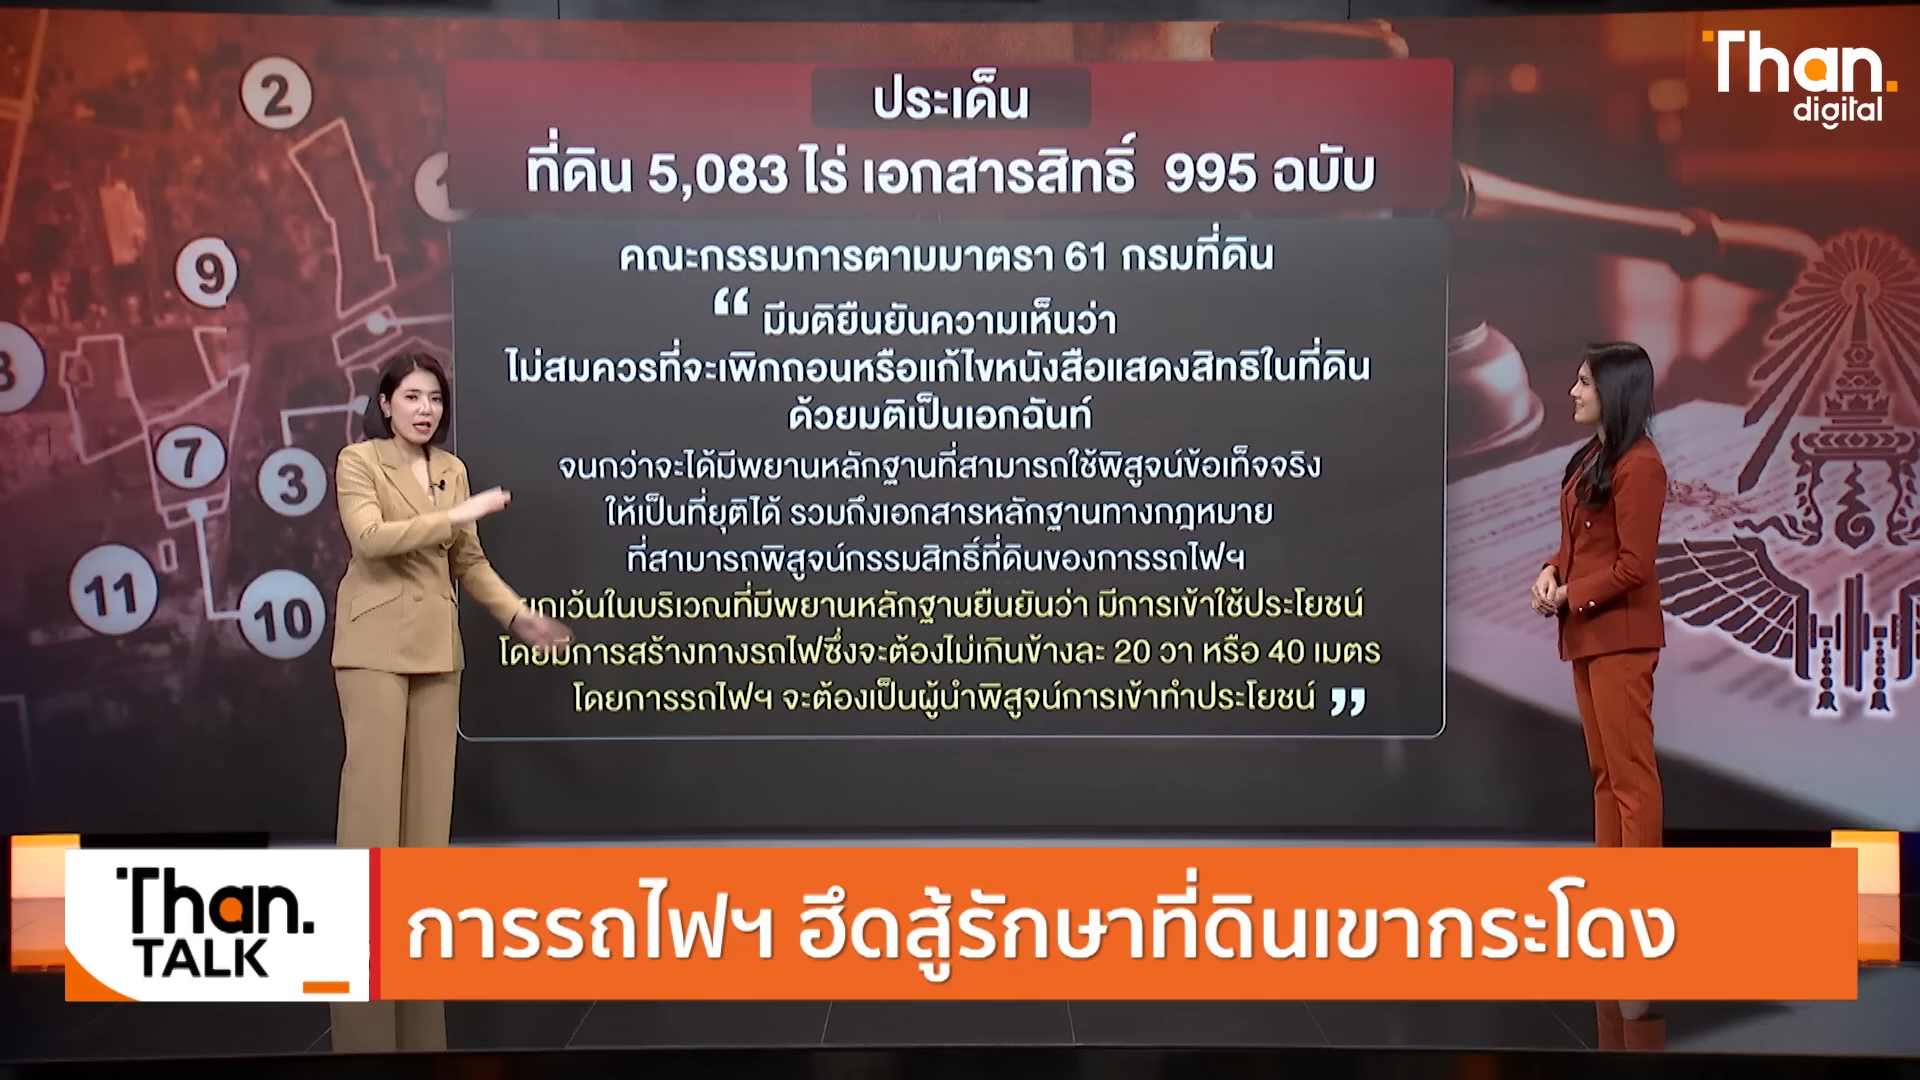 Than.
digital
ประเด็น
ที่ดิน 5,083 ไร่ เอกสารสิทธิ์ 995 ฉบับ
คณะกรรมการตามมาตรา 61 กรมที่ดิน
“ มีมติยืนยันความเห็นว่า
ไม่สมควรที่จะเพิกถอนหรือแก้ไขหนังสือแสดงสิทธิในที่ดิน
ด้วยมติเป็นเอกฉันท์
จนกว่าจะได้มีพยานหลักฐานที่สามารถใช้พิสูจน์ข้อเท็จจริง
ให้เป็นที่ยุติได้ รวมถึงเอกสารหลักฐานทางกฎหมาย
ที่สามารถพิสูจน์กรรมสิทธิ์ที่ดินของการรถไฟฯ
ยกเว้นในบริเวณที่มีพยานหลักฐานยืนยันว่า มีการเข้าใช้ประโยชน์
โดยมีการสร้างทางรถไฟซึ่งจะต้องไม่เกินข้างละ 20 วา หรือ 40 เมตร
โดยการรถไฟฯ จะต้องเป็นผู้นำพิสูจน์การเข้าทำประโยชน์ ”
2
9
8
7
3
11
10
Than.
TALK
การรถไฟฯ ฮึดสู้รักษาที่ดินเขากระโดง